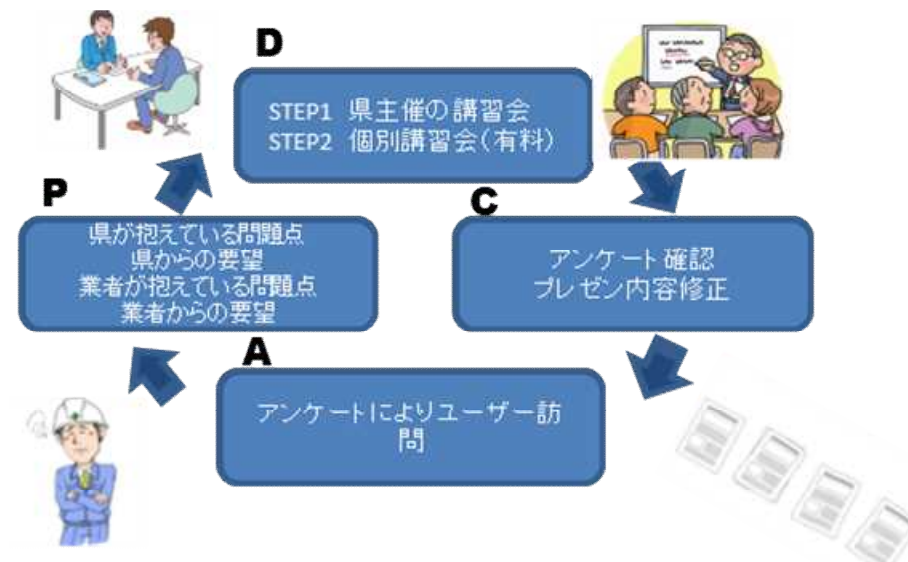 D
STEP1 県主催の講習会
STEP2 個別講習会(有料)
P
県が抱えている問題点
県からの要望
業者が抱えている問題点
業者からの要望
C
アンケート確認
プレゼン内容修正
A
アンケートによりユーザー訪
問